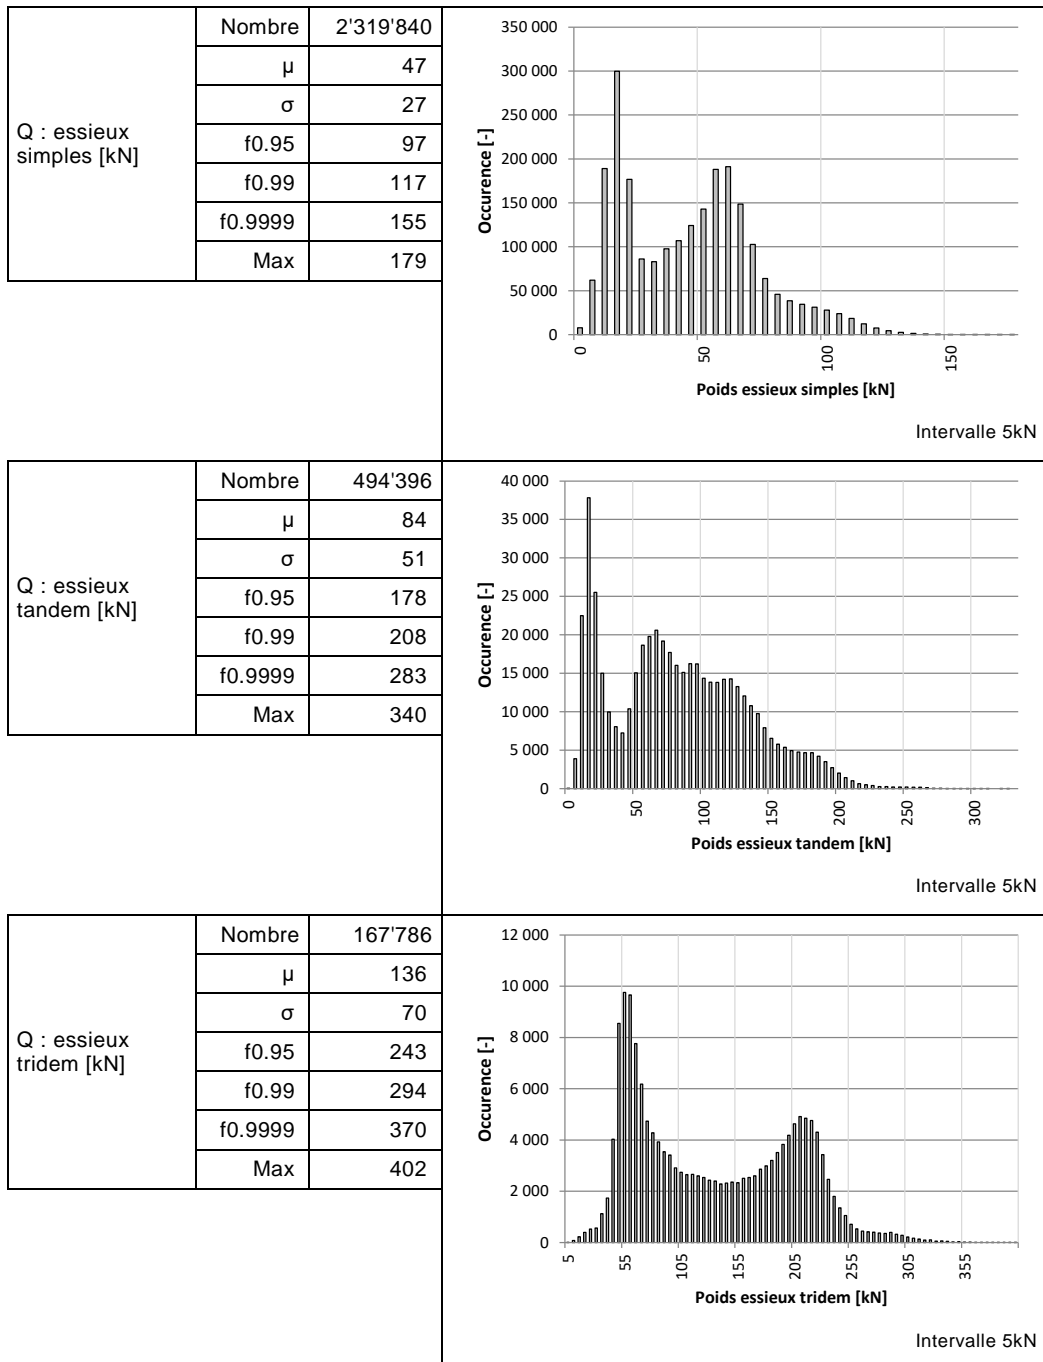 Q : essieux
simples [kN]
Nombre 2'319'840
μ 47
σ 27
f0.95 97
f0.99 117
f0.9999 155
Max 179
350 000
300 000
250 000
200 000
150 000
100 000
50 000
0
Occurence [-]
0 50 100 150
Poids essieux simples [kN]
Intervalle 5kN
Q : essieux
tandem [kN]
Nombre 494'396
μ 84
σ 51
f0.95 178
f0.99 208
f0.9999 283
Max 340
40 000
35 000
30 000
25 000
20 000
15 000
10 000
5 000
0
Occurence [-]
0 50 100 150 200 250 300
Poids essieux tandem [kN]
Intervalle 5kN
Q : essieux
tridem [kN]
Nombre 167'786
μ 136
σ 70
f0.95 243
f0.99 294
f0.9999 370
Max 402
12 000
10 000
8 000
6 000
4 000
2 000
0
Occurence [-]
5 55 105 155 205 255 305 355
Poids essieux tridem [kN]
Intervalle 5kN